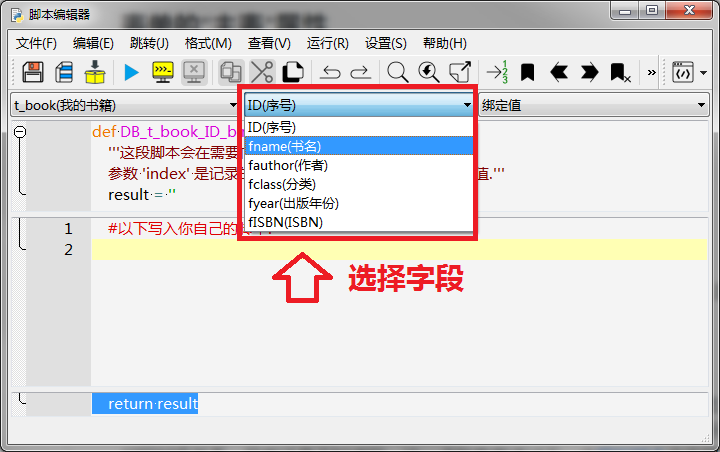 脚本编辑器
文件(F) 编辑(E) 跳转(J) 格式(M) 查看(V) 运行(R) 设置(S) 帮助(H)
t_book(我的书籍) ID(序号) 绑定值
ID(序号)
fname(书名)
fauthor(作者)
fclass(分类)
fyear(出版年份)
fISBN(ISBN)
def DB_t_book_ID_b
'''这段脚本会在需要
参数 'index' 是记录 值.'''
result = ''
1 #以下写入你自己的
2
选择字段
return result